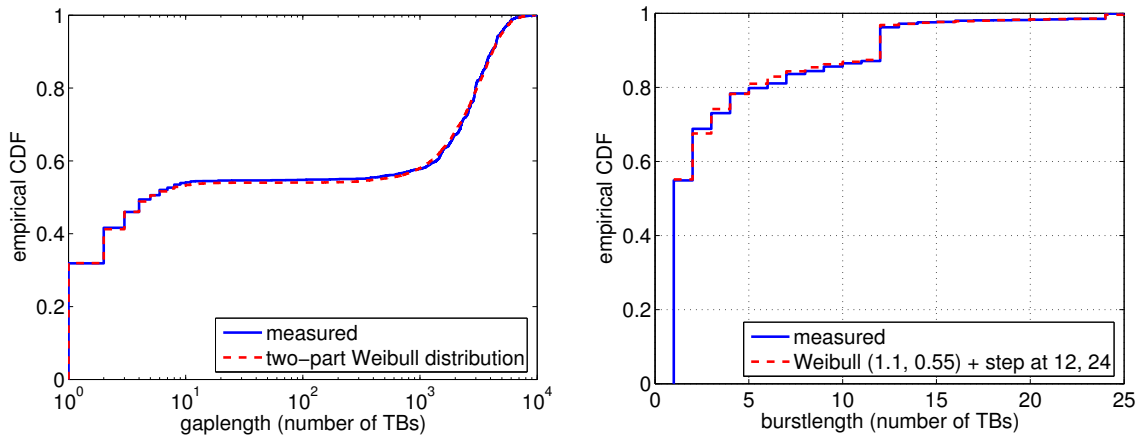 1
0.8
0.6
0.4
0.2
0
empirical CDF
measured
two−part Weibull distribution
10^0
10^1
10^2
10^3
10^4
gaplength (number of TBs)
1
0.8
0.6
0.4
0.2
0
empirical CDF
measured
Weibull (1.1, 0.55) + step at 12, 24
0
5
10
15
20
25
burstlength (number of TBs)